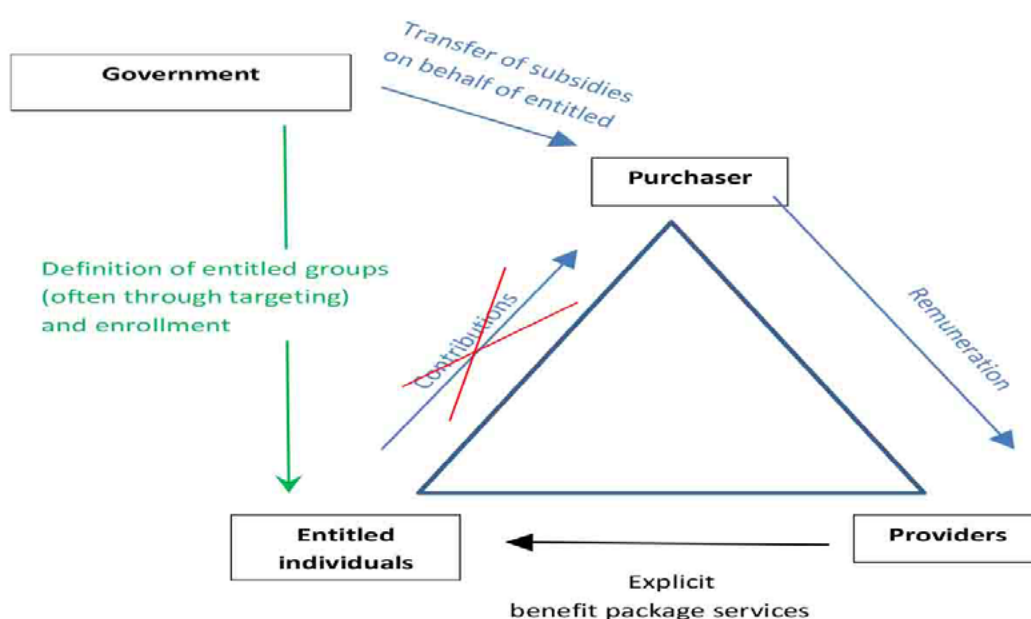 Government
Transfer of subsidies
on behalf of entitled
Purchaser
Definition of entitled groups
(often through targeting)
and enrollment
Contributions
Remuneration
Entitled
individuals
Providers
Explicit
benefit package services